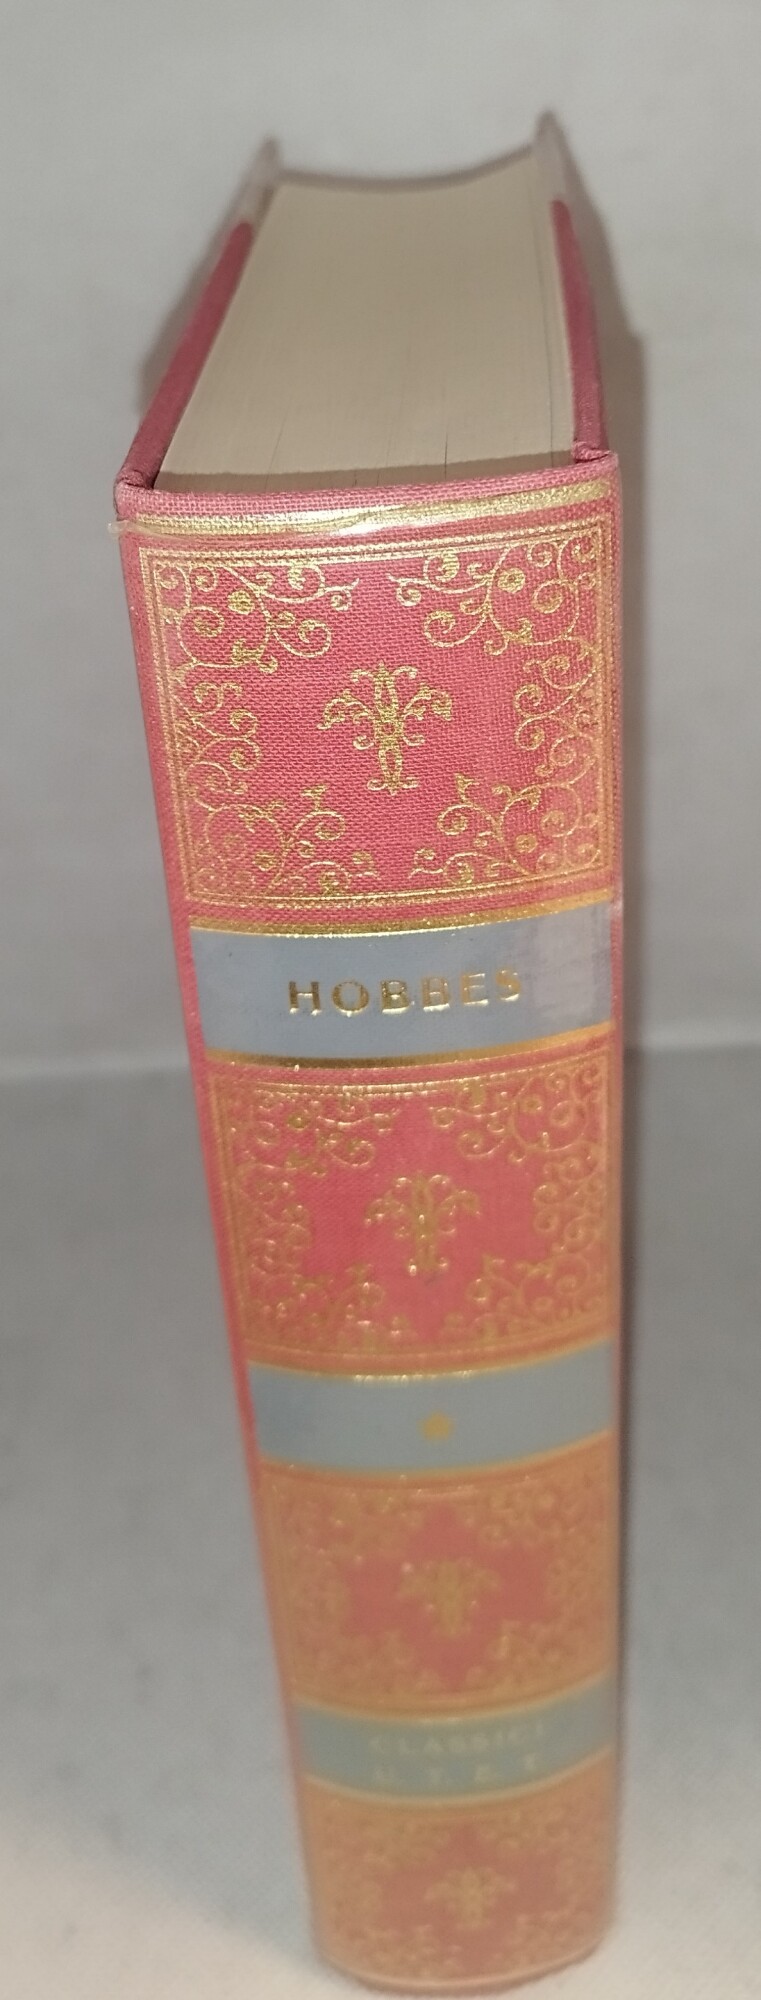 HOBBES
CLASSICI
U. T. E. T.